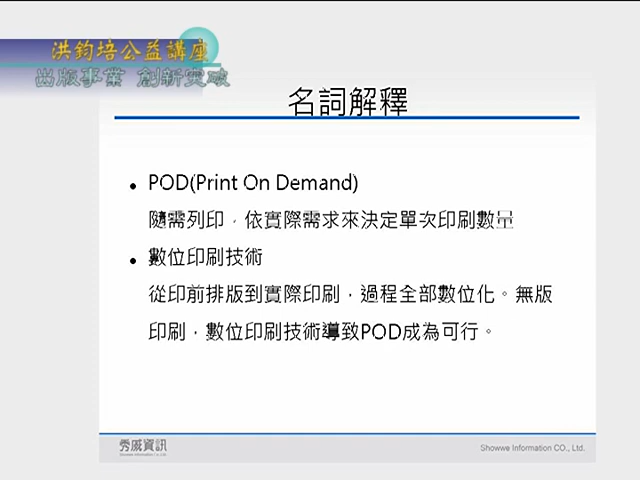 洪鈞培公益講座
出版事業 創新突破
名詞解釋
• POD(Print On Demand)
隨需列印，依實際需求來決定單次印刷數量
• 數位印刷技術
從印前排版到實際印刷，過程全部數位化。無版
印刷，數位印刷技術導致POD成為可行。
秀威資訊
Showwe Information CO., Ltd.